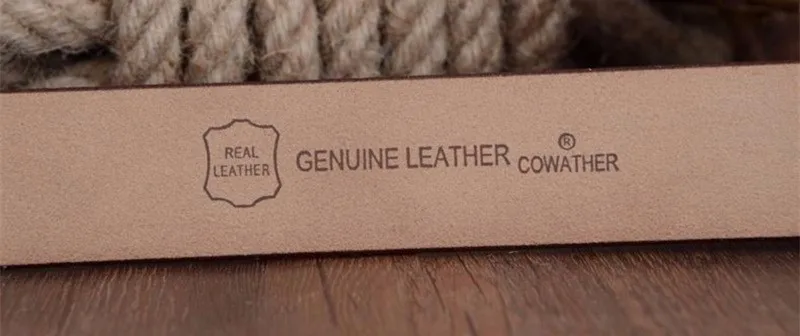 REAL
LEATHER
GENUINE LEATHER
®
COWATHER